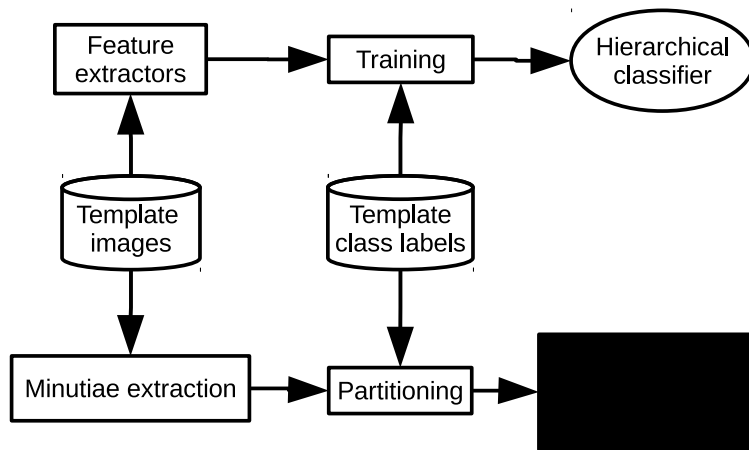 Feature
extractors
Training
Hierarchical
classifier
Template
images
Template
class labels
Minutiae extraction
Partitioning